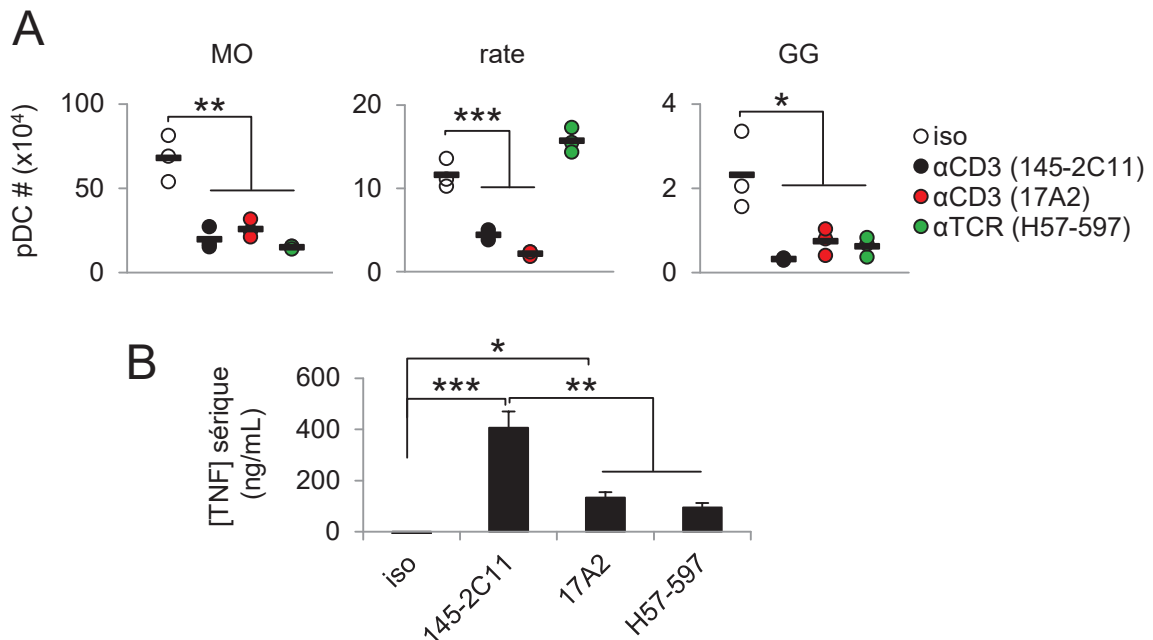 A
MO
rate
GG
pDC # (x10⁴)
100
50
0
**
20
10
0
***
4
2
0
*
iso
αCD3 (145-2C11)
αCD3 (17A2)
αTCR (H57-597)
B
[TNF] sérique
(ng/mL)
600
400
200
0
*
***
**
iso
145-2C11
17A2
H57-597